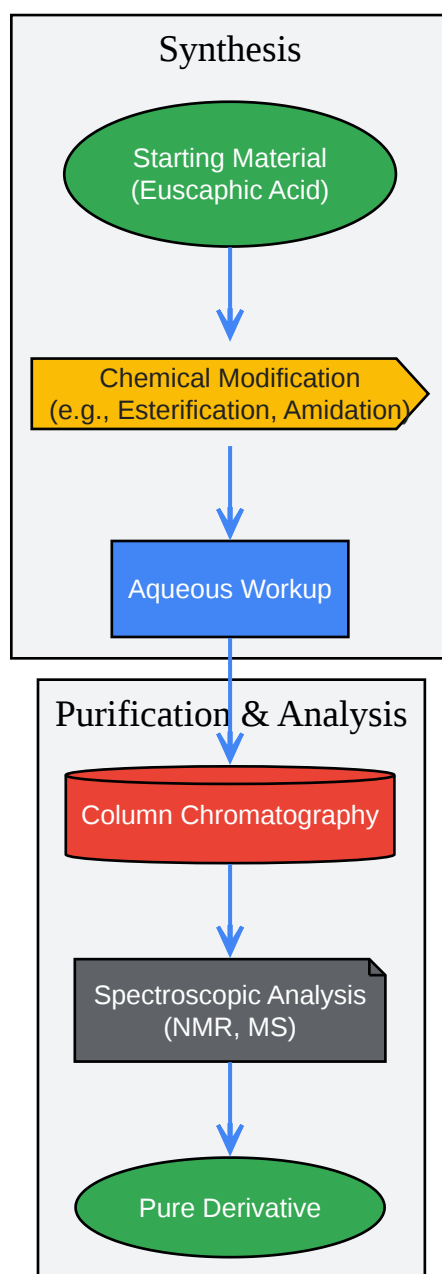 Synthesis
Starting Material
(Euscaphic Acid)
Chemical Modification
(e.g., Esterification, Amidation)
Aqueous Workup
Purification & Analysis
Column Chromatography
Spectroscopic Analysis
(NMR, MS)
Pure Derivative